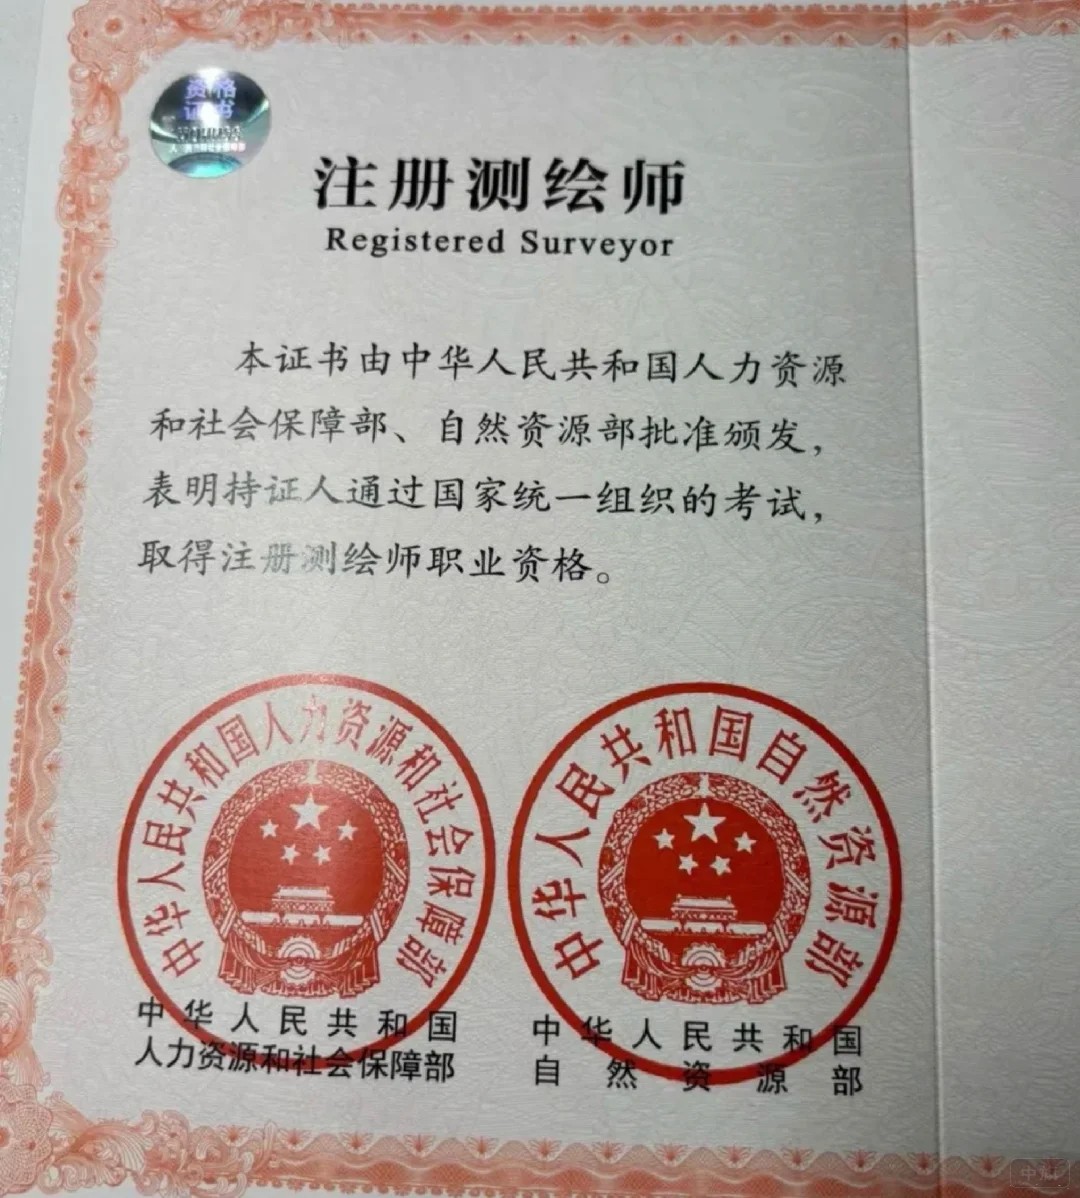 资格
证书
注册测绘师
Registered Surveyor
本证书由中华人民共和国人力资源
和社会保障部、自然资源部批准颁发,
表明持证人通过国家统一组织的考试,
取得注册测绘师职业资格。
中华人民共和国人力资源和社会保障部
中华人民共和国自然资源部
中华人民共和国
人力资源和社会保障部
中华人民共和国
自然资源部